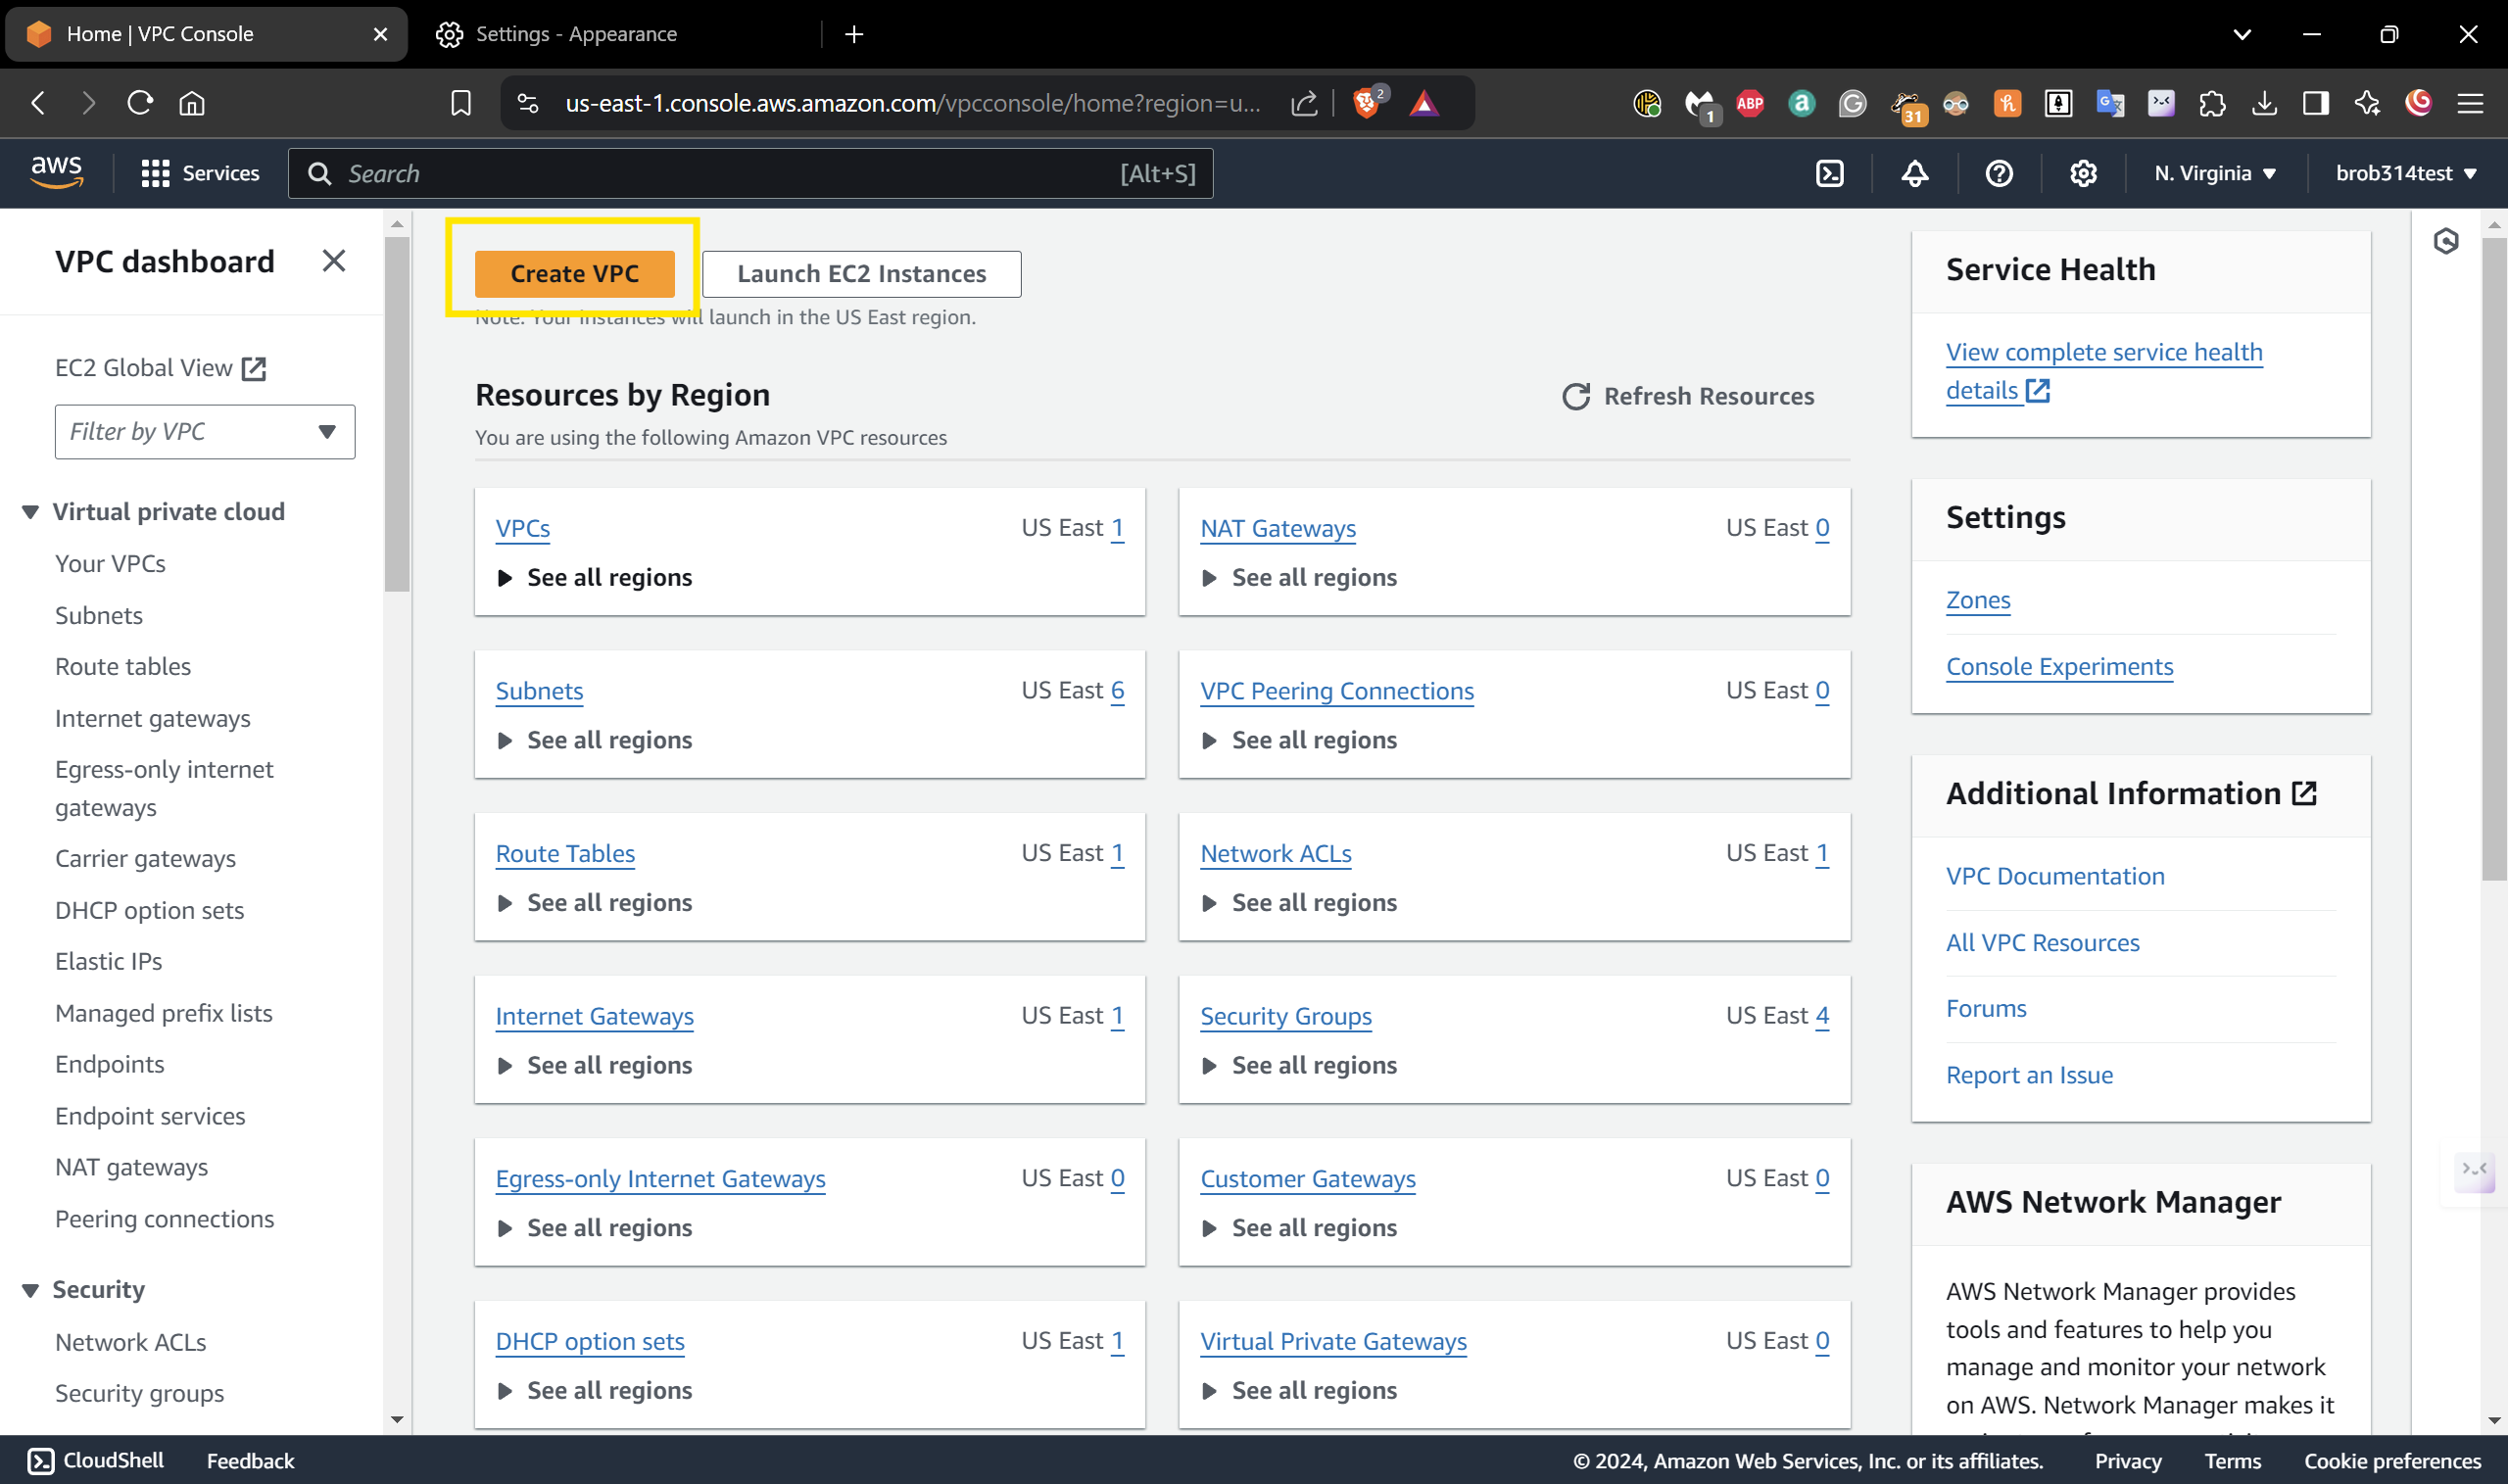 Home | VPC Console
Settings - Appearance
us-east-1.console.aws.amazon.com/vpcconsole/home?region=u...
2
1
ABP
31
aws
Services
Search
[Alt+S]
N. Virginia
brob314test
VPC dashboard
EC2 Global View
Filter by VPC
Virtual private cloud
Your VPCs
Subnets
Route tables
Internet gateways
Egress-only internet
gateways
Carrier gateways
DHCP option sets
Elastic IPs
Managed prefix lists
Endpoints
Endpoint services
NAT gateways
Peering connections
Security
Network ACLs
Security groups
Create VPC
Launch EC2 Instances
Note: Your Instances will launch in the US East region.
Resources by Region
Refresh Resources
You are using the following Amazon VPC resources
VPCs
US East 1
See all regions
NAT Gateways
US East 0
See all regions
Subnets
US East 6
See all regions
VPC Peering Connections
US East 0
See all regions
Route Tables
US East 1
See all regions
Network ACLs
US East 1
See all regions
Internet Gateways
US East 1
See all regions
Security Groups
US East 4
See all regions
Egress-only Internet Gateways
US East 0
See all regions
Customer Gateways
US East 0
See all regions
DHCP option sets
US East 1
See all regions
Virtual Private Gateways
US East 0
See all regions
Service Health
View complete service health
details
Settings
Zones
Console Experiments
Additional Information
VPC Documentation
All VPC Resources
Forums
Report an Issue
AWS Network Manager
AWS Network Manager provides
tools and features to help you
manage and monitor your network
on AWS. Network Manager makes it
CloudShell
Feedback
© 2024, Amazon Web Services, Inc. or its affiliates.
Privacy
Terms
Cookie preferences